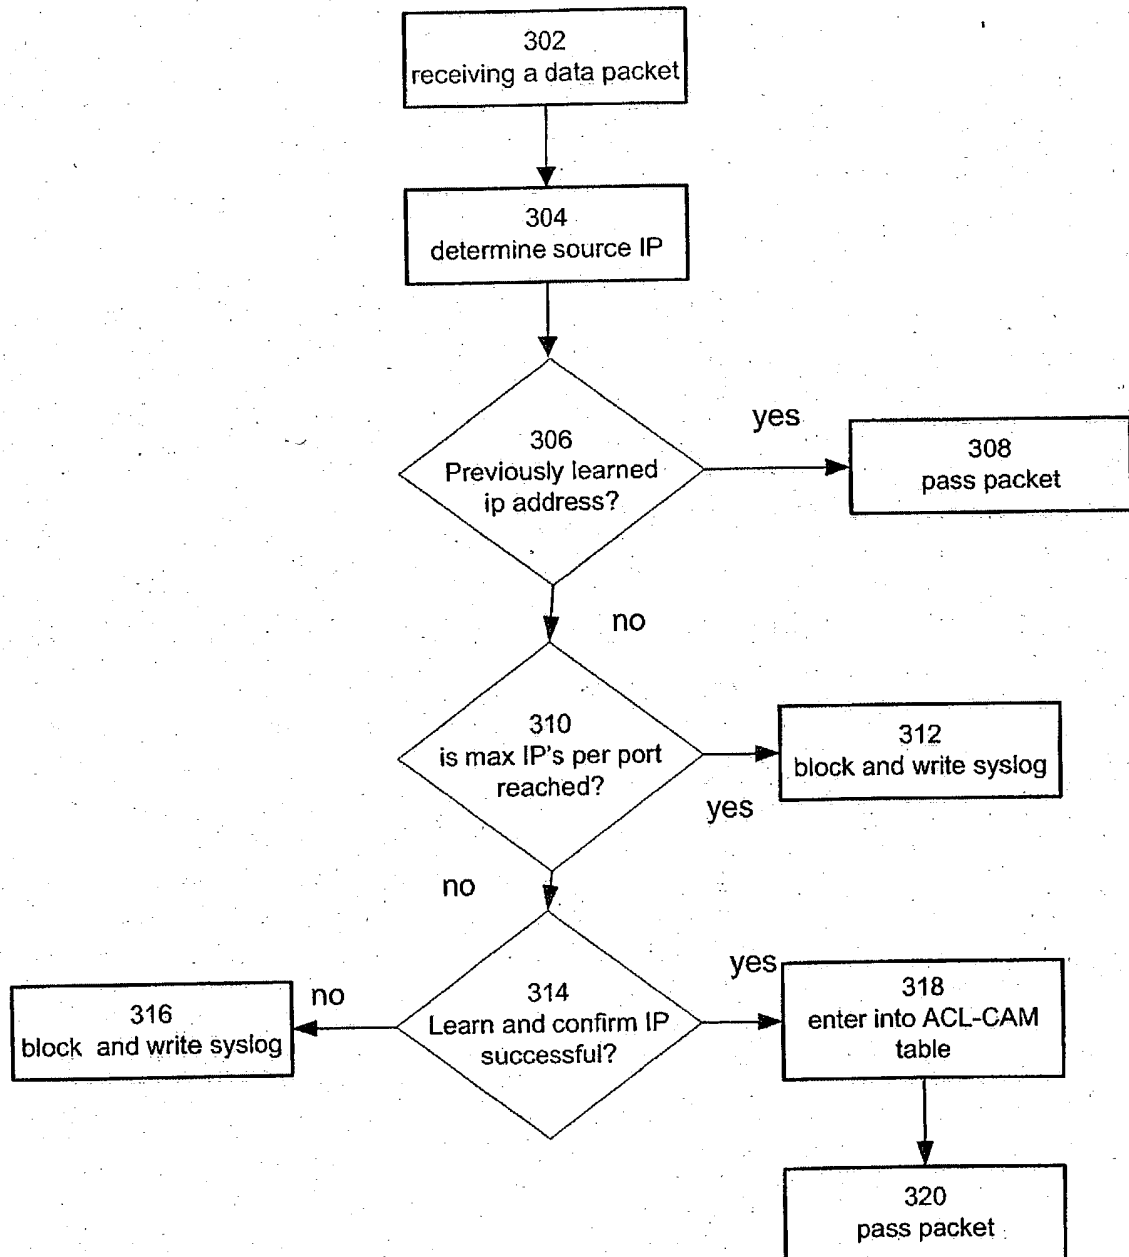 302
receiving a data packet
304
determine source IP
306
Previously learned
ip address?
yes
308
pass packet
no
310
is max IP's per port
reached?
yes
312
block and write syslog
no
314
Learn and confirm IP
successful?
no
316
block and write syslog
yes
318
enter into ACL-CAM
table
320
pass packet